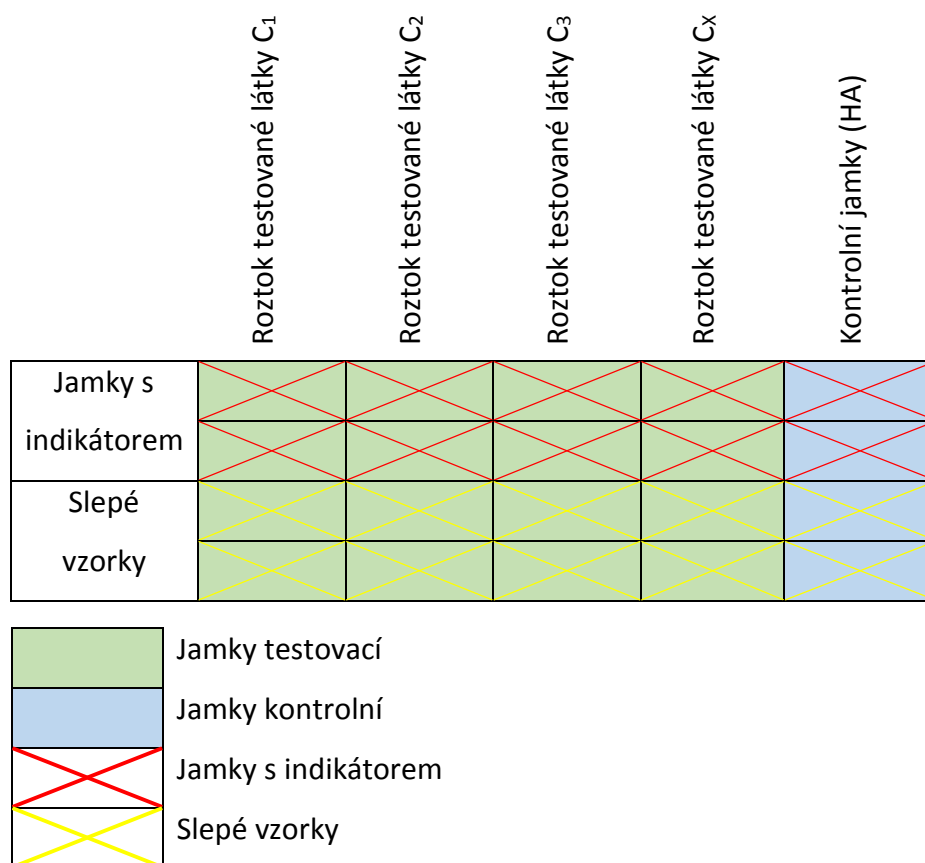 Roztok testované látky C₁
Roztok testované látky C₂
Roztok testované látky C₃
Roztok testované látky Cₓ
Kontrolní jamky (HA)
Jamky s
indikátorem
Slepé
vzorky
Jamky testovací
Jamky kontrolní
Jamky s indikátorem
Slepé vzorky